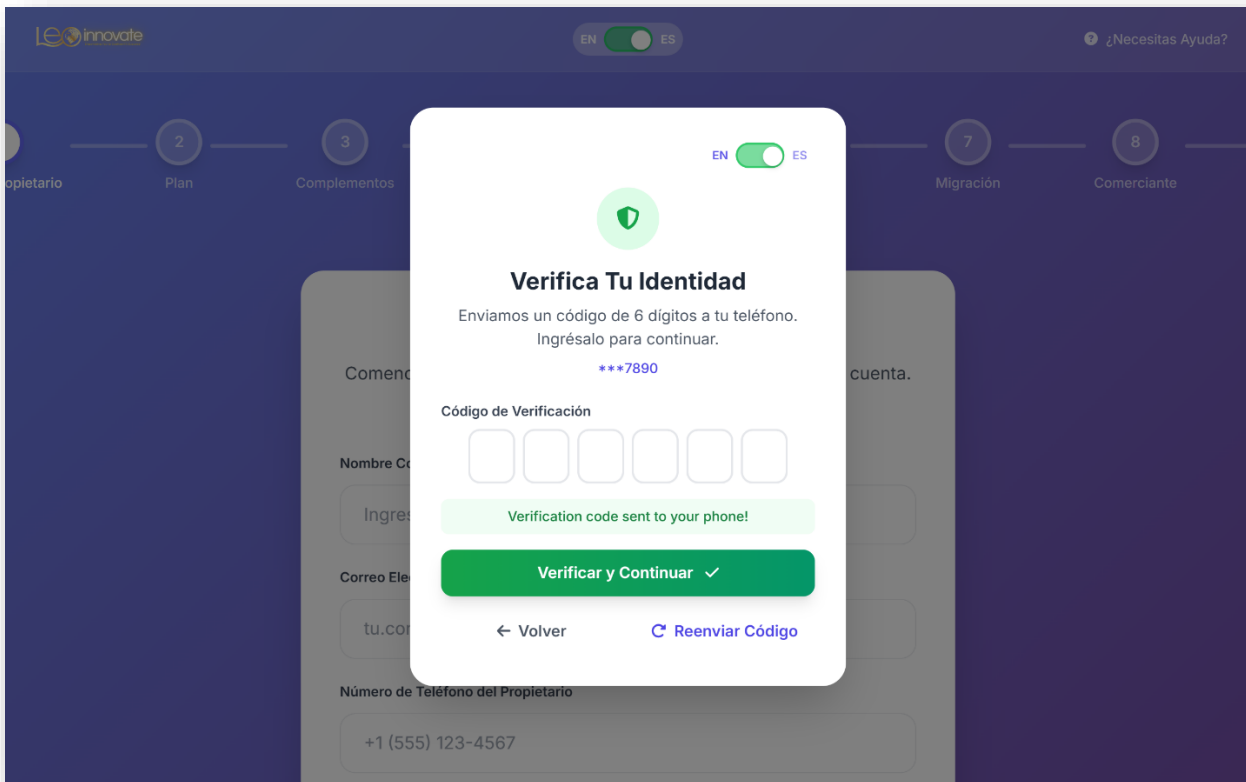 Leo innovate
EN ES
¿Necesitas Ayuda?
2
3
7
8
opietario
Plan
Complementos
Migración
Comerciante
EN ES
Verifica Tu Identidad
Enviamos un código de 6 dígitos a tu teléfono.
Ingrésalo para continuar.
***7890
Comenc
cuenta.
Código de Verificación
Nombre Co
Ingres
Verification code sent to your phone!
Verificar y Continuar
Correo Elec
tu.cor
Volver
Reenviar Código
Número de Teléfono del Propietario
+1 (555) 123-4567